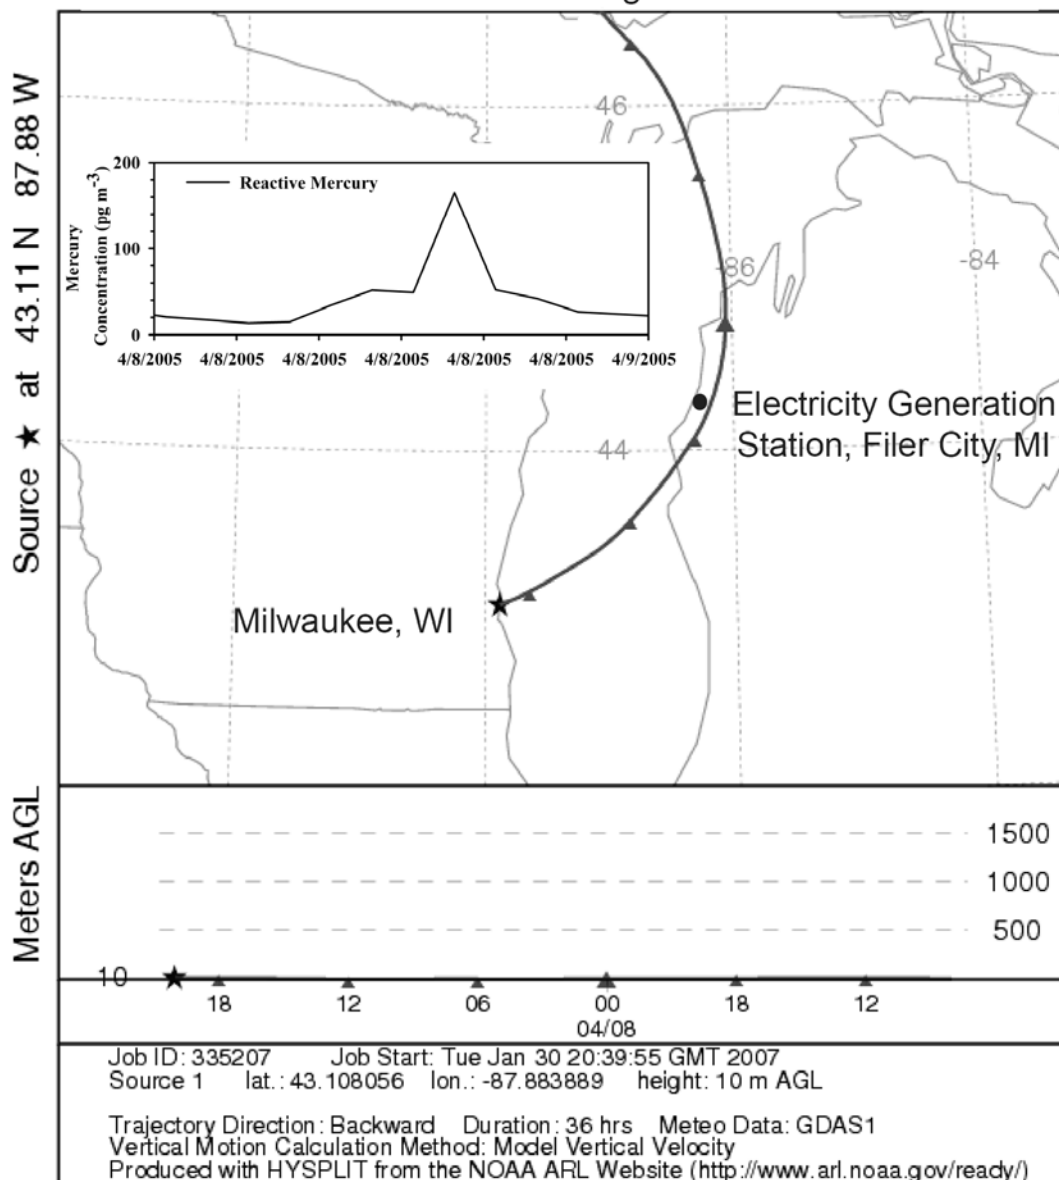 Source ★ at 43.11 N 87.88 W
46
200
Reactive Mercury
Mercury
Concentration (pg m-3)
100
0
4/8/2005 4/8/2005 4/8/2005 4/8/2005 4/8/2005 4/8/2005 4/9/2005
-86
-84
Electricity Generation
Station, Filer City, MI
44
Milwaukee, WI
Meters AGL
1500
1000
500
10
18 12 06 00 18 12
04/08
Job ID: 335207 Job Start: Tue Jan 30 20:39:55 GMT 2007
Source 1 lat.: 43.108056 lon.: -87.883889 height: 10 m AGL
Trajectory Direction: Backward Duration: 36 hrs Meteo Data: GDAS1
Vertical Motion Calculation Method: Model Vertical Velocity
Produced with HYSPLIT from the NOAA ARL Website (http://www.arl.noaa.gov/ready/)